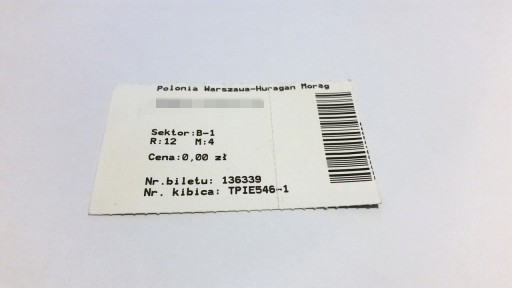 Polonia Warszawa-Huragan Morąg
Sektor:B-1
R:12 M:4
Cena:0,00 zł
Nr.biletu: 136339
Nr. kibica: TPIE546-1